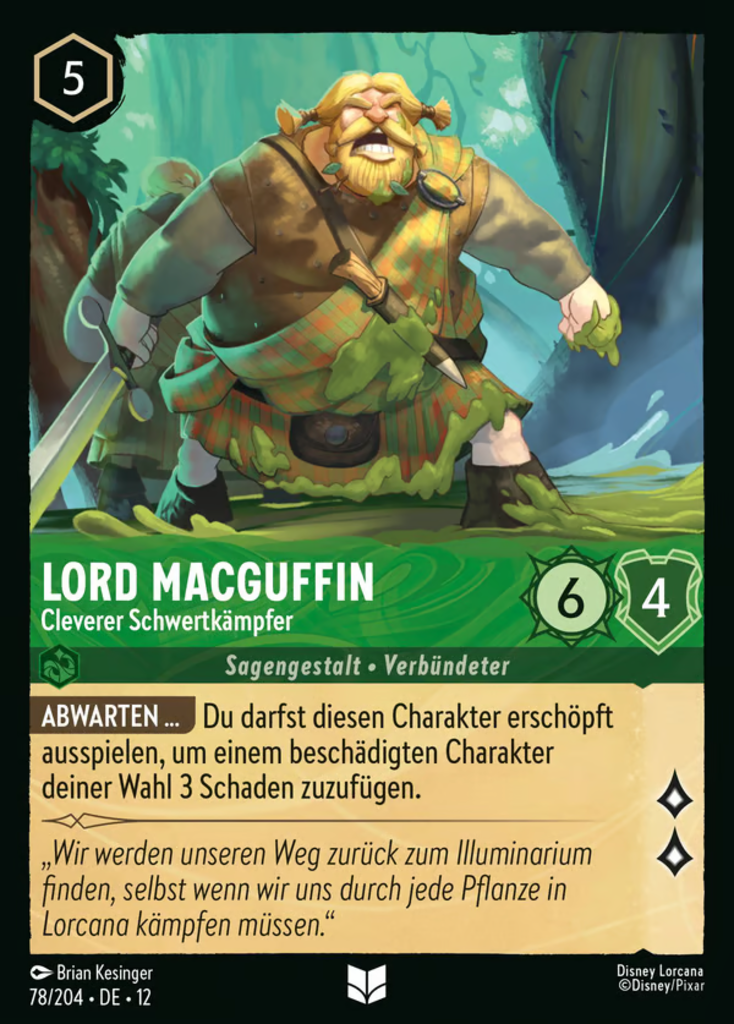 5
LORD MACGUFFIN
Cleverer Schwertkämpfer
6
4
Sagengestalt • Verbündeter
ABWARTEN ... Du darfst diesen Charakter erschöpft
ausspielen, um einem beschädigten Charakter
deiner Wahl 3 Schaden zuzufügen.
„Wir werden unseren Weg zurück zum Illuminarium
finden, selbst wenn wir uns durch jede Pflanze in
Lorcana kämpfen müssen.“
Brian Kesinger
78/204 • DE • 12
Disney Lorcana
©Disney/Pixar